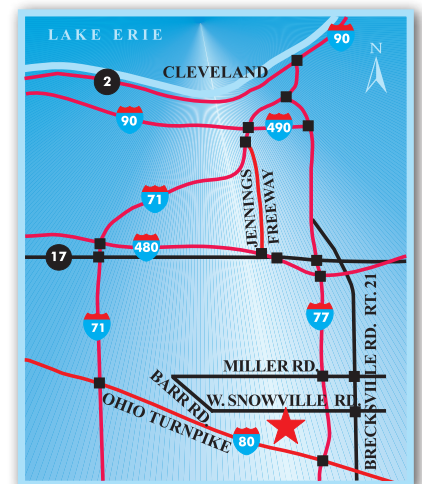 LAKE ERIE
90
N
CLEVELAND
2
90
490
JENNINGS
FREEWAY
71
480
17
71
77
BRECKSVILLE RD. RT. 21
MILLER RD.
BARR RD.
W. SNOWVILLE RD.
OHIO TURNPIKE
80